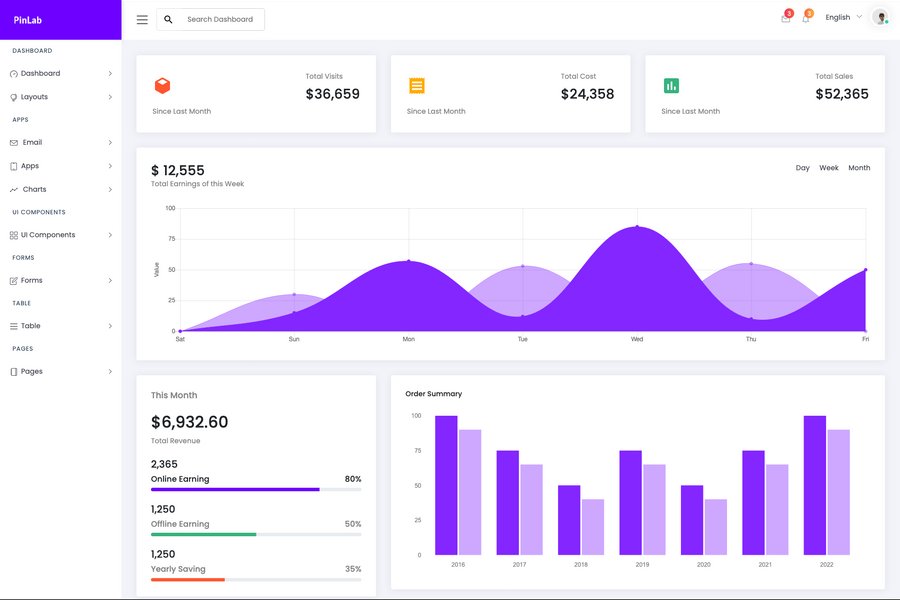 PinLab
Search Dashboard
3
3
English
DASHBOARD
Dashboard
Layouts
APPS
Email
Apps
Charts
UI COMPONENTS
UI Components
FORMS
Forms
TABLE
Table
PAGES
Pages
Total Visits
$36,659
Since Last Month
Total Cost
$24,358
Since Last Month
Total Sales
$52,365
Since Last Month
$ 12,555
Total Earnings of this Week
Day Week Month
100
75
50
25
0
Value
Sat Sun Mon Tue Wed Thu Fri
This Month
$6,932.60
Total Revenue
2,365
Online Earning 80%
1,250
Offline Earning 50%
1,250
Yearly Saving 35%
Order Summary
100
75
50
25
0
2016 2017 2018 2019 2020 2021 2022